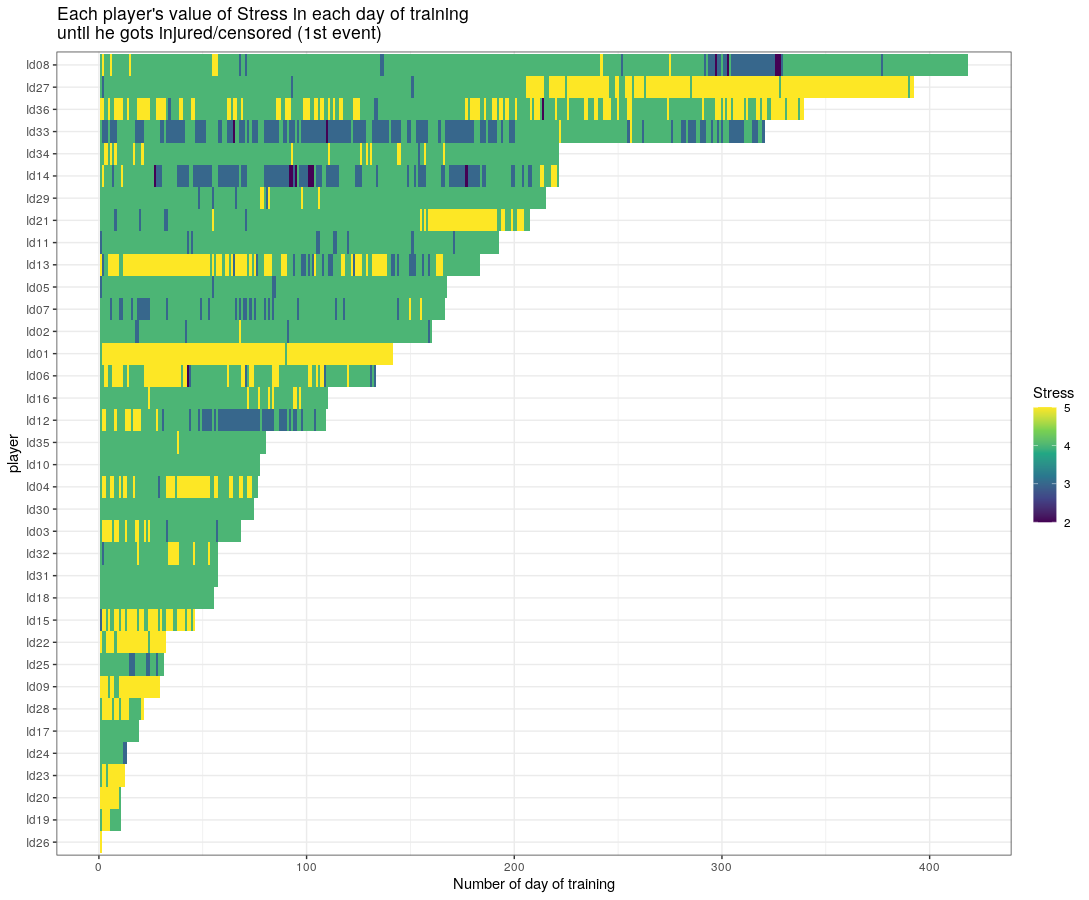 Each player's value of Stress in each day of training
until he gots injured/censored (1st event)
player
Id08
Id27
Id36
Id33
Id34
Id14
Id29
Id21
Id11
Id13
Id05
Id07
Id02
Id01
Id06
Id16
Id12
Id35
Id10
Id04
Id30
Id03
Id32
Id31
Id18
Id15
Id22
Id25
Id09
Id28
Id17
Id24
Id23
Id20
Id19
Id26
0 100 200 300 400
Number of day of training
Stress
5
4
3
2